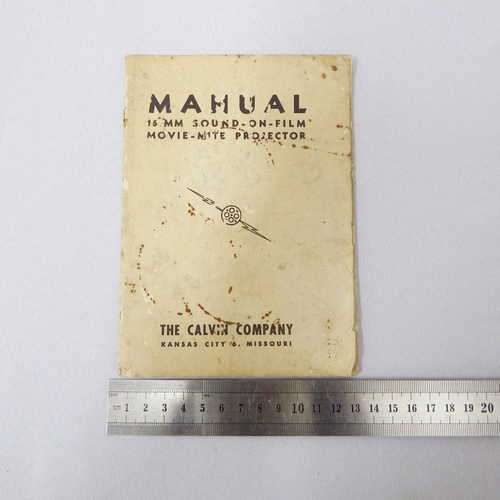 MAHUAL
16 MM SOUND-ON-FILM
MOVIE-MITE PROJECTOR
THE CALVIN COMPANY
KANSAS CITY 6, MISSOURI
1 2 3 4 5 6 7 8 9 10 11 12 13 14 15 16 17 18 19 20